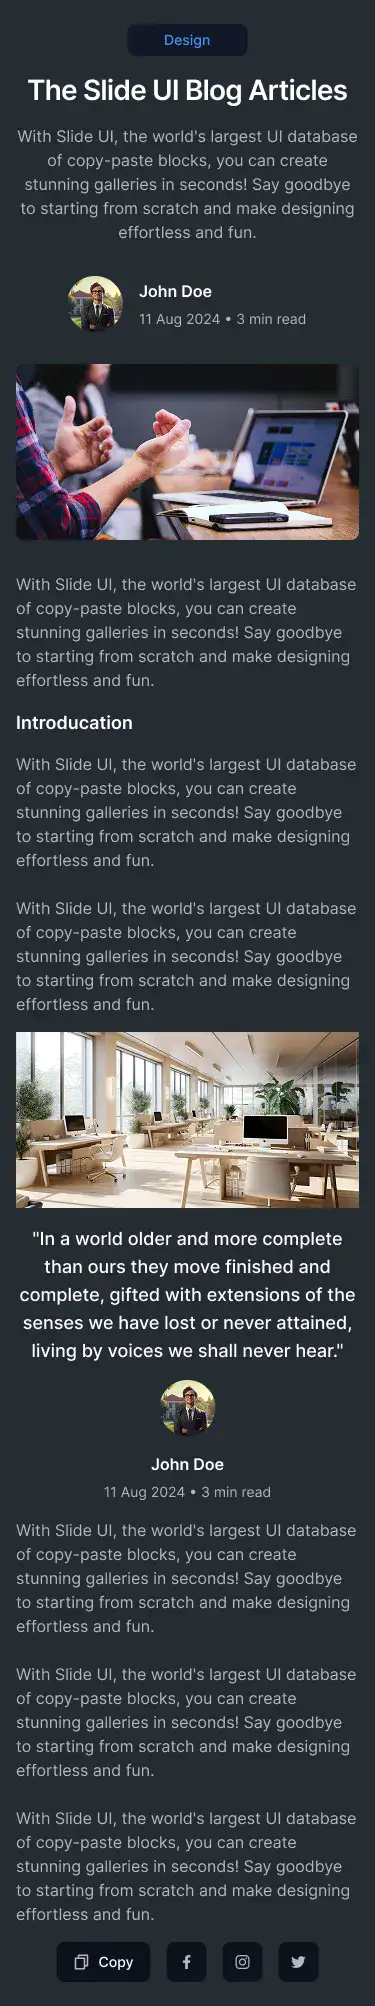 Design
The Slide UI Blog Articles
With Slide UI, the world's largest UI database
of copy-paste blocks, you can create
stunning galleries in seconds! Say goodbye
to starting from scratch and make designing
effortless and fun.
John Doe
11 Aug 2024 • 3 min read
With Slide UI, the world's largest UI database
of copy-paste blocks, you can create
stunning galleries in seconds! Say goodbye
to starting from scratch and make designing
effortless and fun.
Introducation
With Slide UI, the world's largest UI database
of copy-paste blocks, you can create
stunning galleries in seconds! Say goodbye
to starting from scratch and make designing
effortless and fun.
With Slide UI, the world's largest UI database
of copy-paste blocks, you can create
stunning galleries in seconds! Say goodbye
to starting from scratch and make designing
effortless and fun.
"In a world older and more complete
than ours they move finished and
complete, gifted with extensions of the
senses we have lost or never attained,
living by voices we shall never hear."
John Doe
11 Aug 2024 • 3 min read
With Slide UI, the world's largest UI database
of copy-paste blocks, you can create
stunning galleries in seconds! Say goodbye
to starting from scratch and make designing
effortless and fun.
With Slide UI, the world's largest UI database
of copy-paste blocks, you can create
stunning galleries in seconds! Say goodbye
to starting from scratch and make designing
effortless and fun.
With Slide UI, the world's largest UI database
of copy-paste blocks, you can create
stunning galleries in seconds! Say goodbye
to starting from scratch and make designing
effortless and fun.
Copy